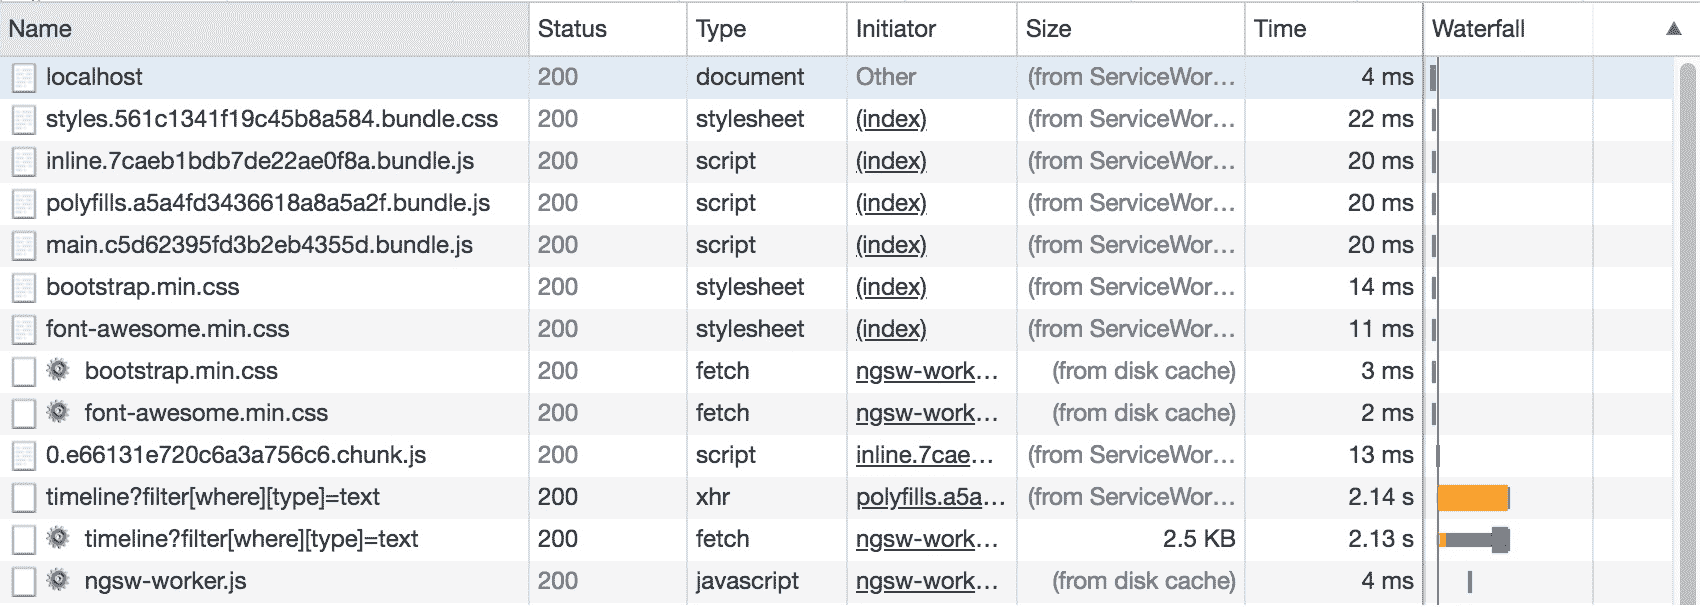 Name Status Type Initiator Size Time Waterfall ▲
localhost 200 document Other (from ServiceWor… 4 ms
styles.561c1341f19c45b8a584.bundle.css 200 stylesheet (index) (from ServiceWor… 22 ms
inline.7caeb1bdb7de22ae0f8a.bundle.js 200 script (index) (from ServiceWor… 20 ms
polyfills.a5a4fd3436618a8a5a2f.bundle.js 200 script (index) (from ServiceWor… 20 ms
main.c5d62395fd3b2eb4355d.bundle.js 200 script (index) (from ServiceWor… 20 ms
bootstrap.min.css 200 stylesheet (index) (from ServiceWor… 14 ms
font-awesome.min.css 200 stylesheet (index) (from ServiceWor… 11 ms
bootstrap.min.css 200 fetch ngsw-work… (from disk cache) 3 ms
font-awesome.min.css 200 fetch ngsw-work… (from disk cache) 2 ms
0.e66131e720c6a3a756c6.chunk.js 200 script inline.7cae… (from ServiceWor… 13 ms
timeline?filter[where][type]=text 200 xhr polyfills.a5a… (from ServiceWor… 2.14 s
timeline?filter[where][type]=text 200 fetch ngsw-work… 2.5 KB 2.13 s
ngsw-worker.js 200 javascript ngsw-work… (from disk cache) 4 ms